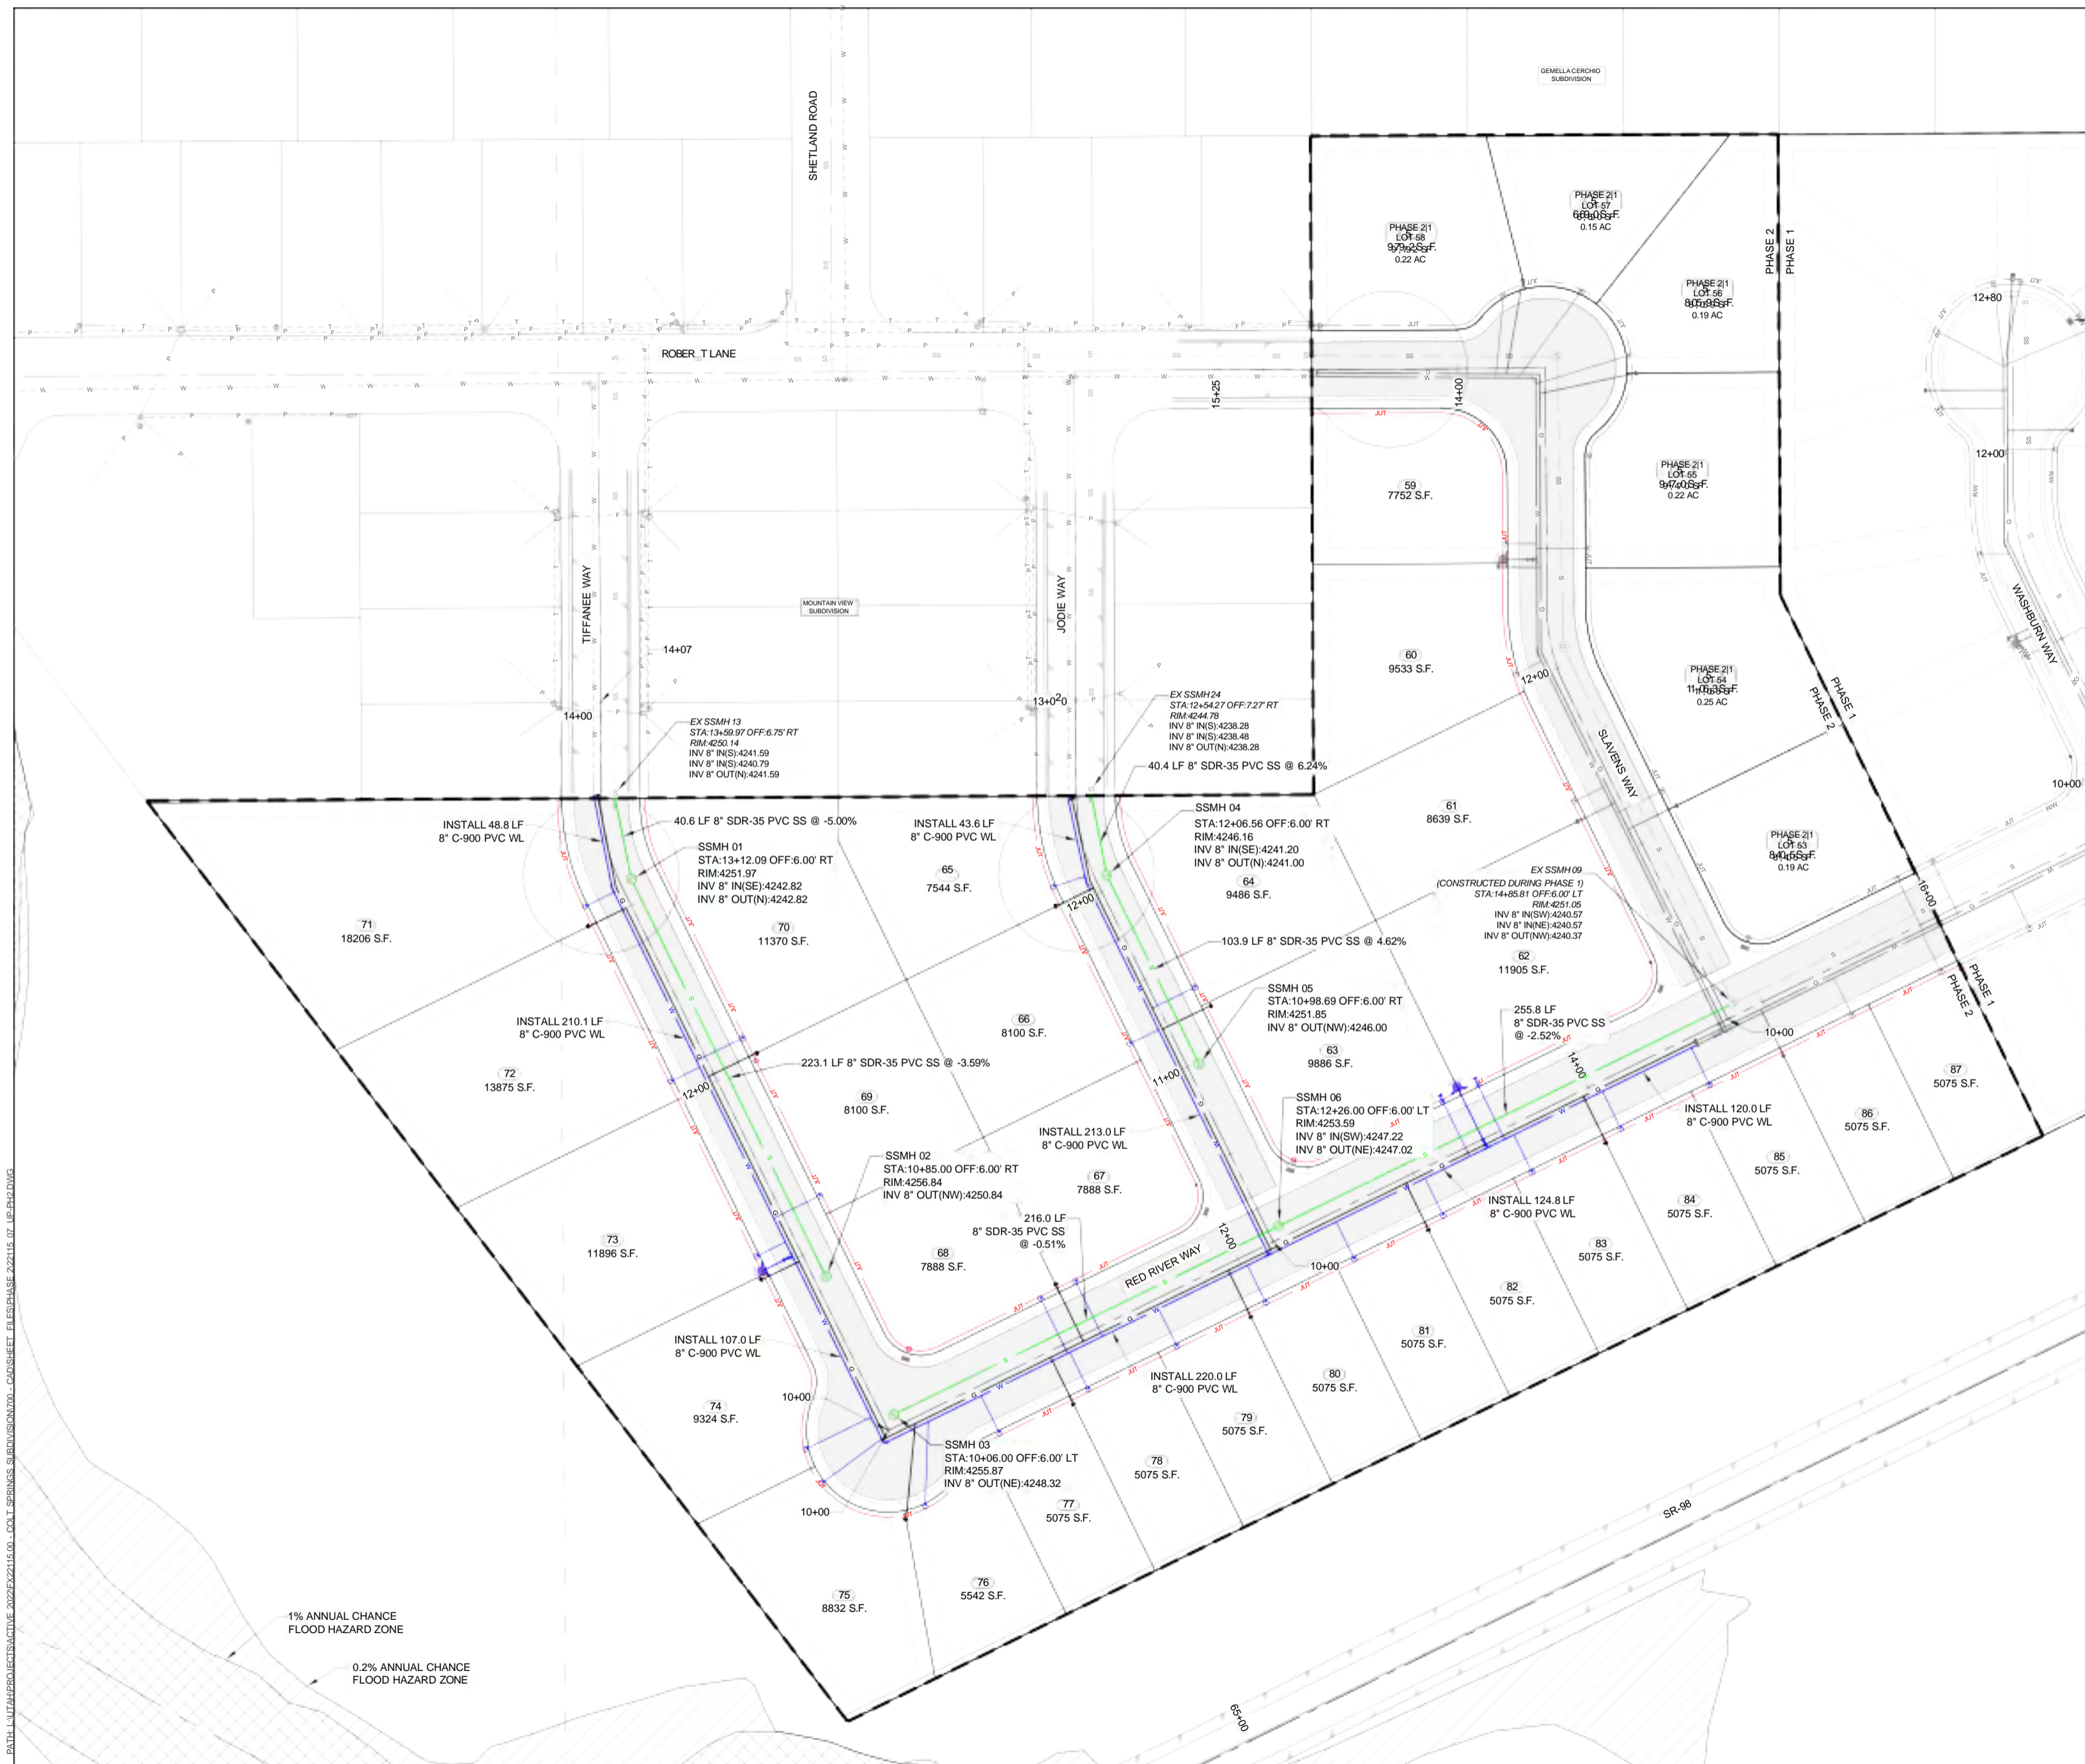 GEMELLA CERCHIO
SUBDIVISION
SHETLAND ROAD
PHASE 2|1
LOT 57
0.15 AC
PHASE 2|1
LOT 58
0.22 AC
PHASE 2
PHASE 1
PHASE 2|1
LOT 56
0.19 AC
12+80
ROBER T LANE
15+25
14+00
12+00
PHASE 2|1
LOT 55
0.22 AC
59
7752 S.F.
TIFFANEE WAY
MOUNTAIN VIEW
SUBDIVISION
JODIE WAY
WASHBURN WAY
14+07
60
9533 S.F.
12+00
PHASE 2|1
LOT 54
0.25 AC
PHASE 1
PHASE 2
14+00
EX SSMH 13
STA:13+59.97 OFF:6.75' RT
RIM:4250.14
INV 8" IN(S):4241.59
INV 8" IN(S):4240.79
INV 8" OUT(N):4241.59
EX SSMH 24
STA:12+54.27 OFF:7.27' RT
RIM:4244.78
INV 8" IN(S):4238.28
INV 8" IN(S):4238.48
INV 8" OUT(N):4238.28
40.4 LF 8" SDR-35 PVC SS @ 6.24%
SLAVENS WAY
10+00
INSTALL 48.8 LF
8" C-900 PVC WL
40.6 LF 8" SDR-35 PVC SS @ -5.00%
SSMH 01
STA:13+12.09 OFF:6.00' RT
RIM:4251.97
INV 8" IN(SE):4242.82
INV 8" OUT(N):4242.82
INSTALL 43.6 LF
8" C-900 PVC WL
SSMH 04
STA:12+06.56 OFF:6.00' RT
RIM:4246.16
INV 8" IN(SE):4241.20
INV 8" OUT(N):4241.00
61
8639 S.F.
PHASE 2|1
LOT 53
0.19 AC
65
7544 S.F.
64
9486 S.F.
EX SSMH 09
(CONSTRUCTED DURING PHASE 1)
STA:14+85.81 OFF:6.00' LT
RIM:4251.05
INV 8" IN(SW):4240.57
INV 8" IN(NE):4240.57
INV 8" OUT(NW):4240.37
16+00
12+00
71
18206 S.F.
70
11370 S.F.
103.9 LF 8" SDR-35 PVC SS @ 4.62%
62
11905 S.F.
PHASE 1
PHASE 2
SSMH 05
STA:10+98.69 OFF:6.00' RT
RIM:4251.85
INV 8" OUT(NW):4246.00
255.8 LF
8" SDR-35 PVC SS
@ -2.52%
INSTALL 210.1 LF
8" C-900 PVC WL
66
8100 S.F.
10+00
63
9886 S.F.
14+00
223.1 LF 8" SDR-35 PVC SS @ -3.59%
72
13875 S.F.
12+00
11+00
87
5075 S.F.
69
8100 S.F.
SSMH 06
STA:12+26.00 OFF:6.00' LT
RIM:4253.59
INV 8" IN(SW):4247.22
INV 8" OUT(NE):4247.02
INSTALL 120.0 LF
8" C-900 PVC WL
86
5075 S.F.
INSTALL 213.0 LF
8" C-900 PVC WL
SSMH 02
STA:10+85.00 OFF:6.00' RT
RIM:4256.84
INV 8" OUT(NW):4250.84
67
7888 S.F.
85
5075 S.F.
INSTALL 124.8 LF
8" C-900 PVC WL
84
5075 S.F.
216.0 LF
8" SDR-35 PVC SS
@ -0.51%
73
11896 S.F.
68
7888 S.F.
12+00
RED RIVER WAY
10+00
83
5075 S.F.
82
5075 S.F.
INSTALL 107.0 LF
8" C-900 PVC WL
81
5075 S.F.
INSTALL 220.0 LF
8" C-900 PVC WL
80
5075 S.F.
10+00
74
9324 S.F.
79
5075 S.F.
SSMH 03
STA:10+06.00 OFF:6.00' LT
RIM:4255.87
INV 8" OUT(NE):4248.32
78
5075 S.F.
10+00
77
5075 S.F.
SR-98
76
5542 S.F.
75
8832 S.F.
1% ANNUAL CHANCE
FLOOD HAZARD ZONE
0.2% ANNUAL CHANCE
FLOOD HAZARD ZONE
65+00